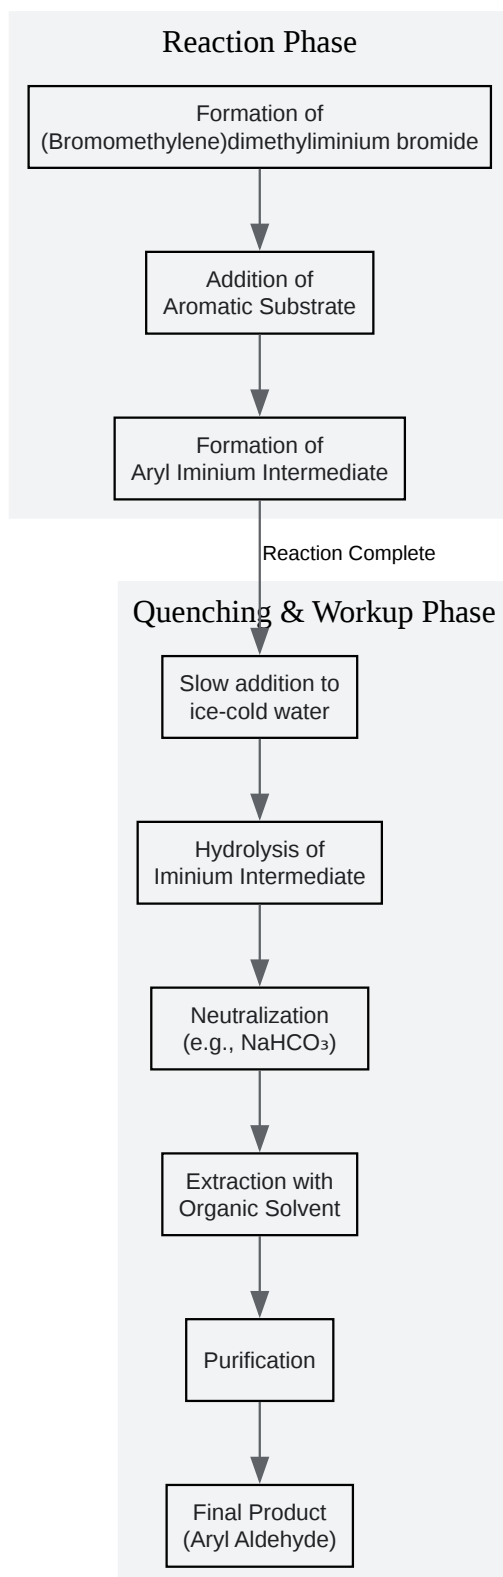 Reaction Phase
Formation of
(Bromomethylene)dimethyliminium bromide
Addition of
Aromatic Substrate
Formation of
Aryl Iminium Intermediate
Reaction Complete
Quenching & Workup Phase
Slow addition to
ice-cold water
Hydrolysis of
Iminium Intermediate
Neutralization
(e.g., NaHCO₃)
Extraction with
Organic Solvent
Purification
Final Product
(Aryl Aldehyde)